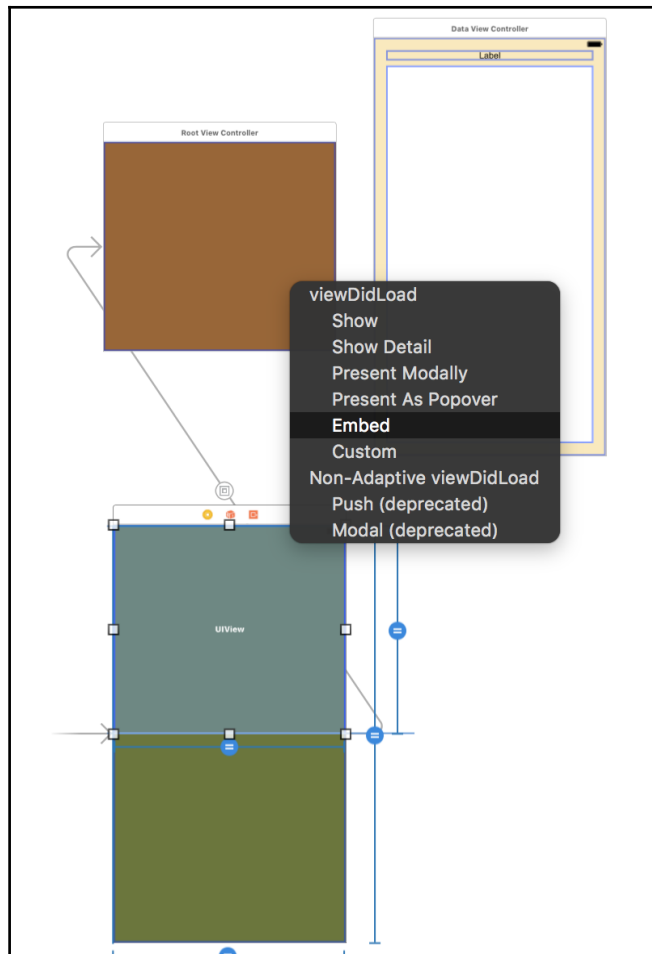 Data View Controller
Label
Root View Controller
viewDidLoad
Show
Show Detail
Present Modally
Present As Popover
Embed
Custom
Non-Adaptive viewDidLoad
Push (deprecated)
Modal (deprecated)
UIView